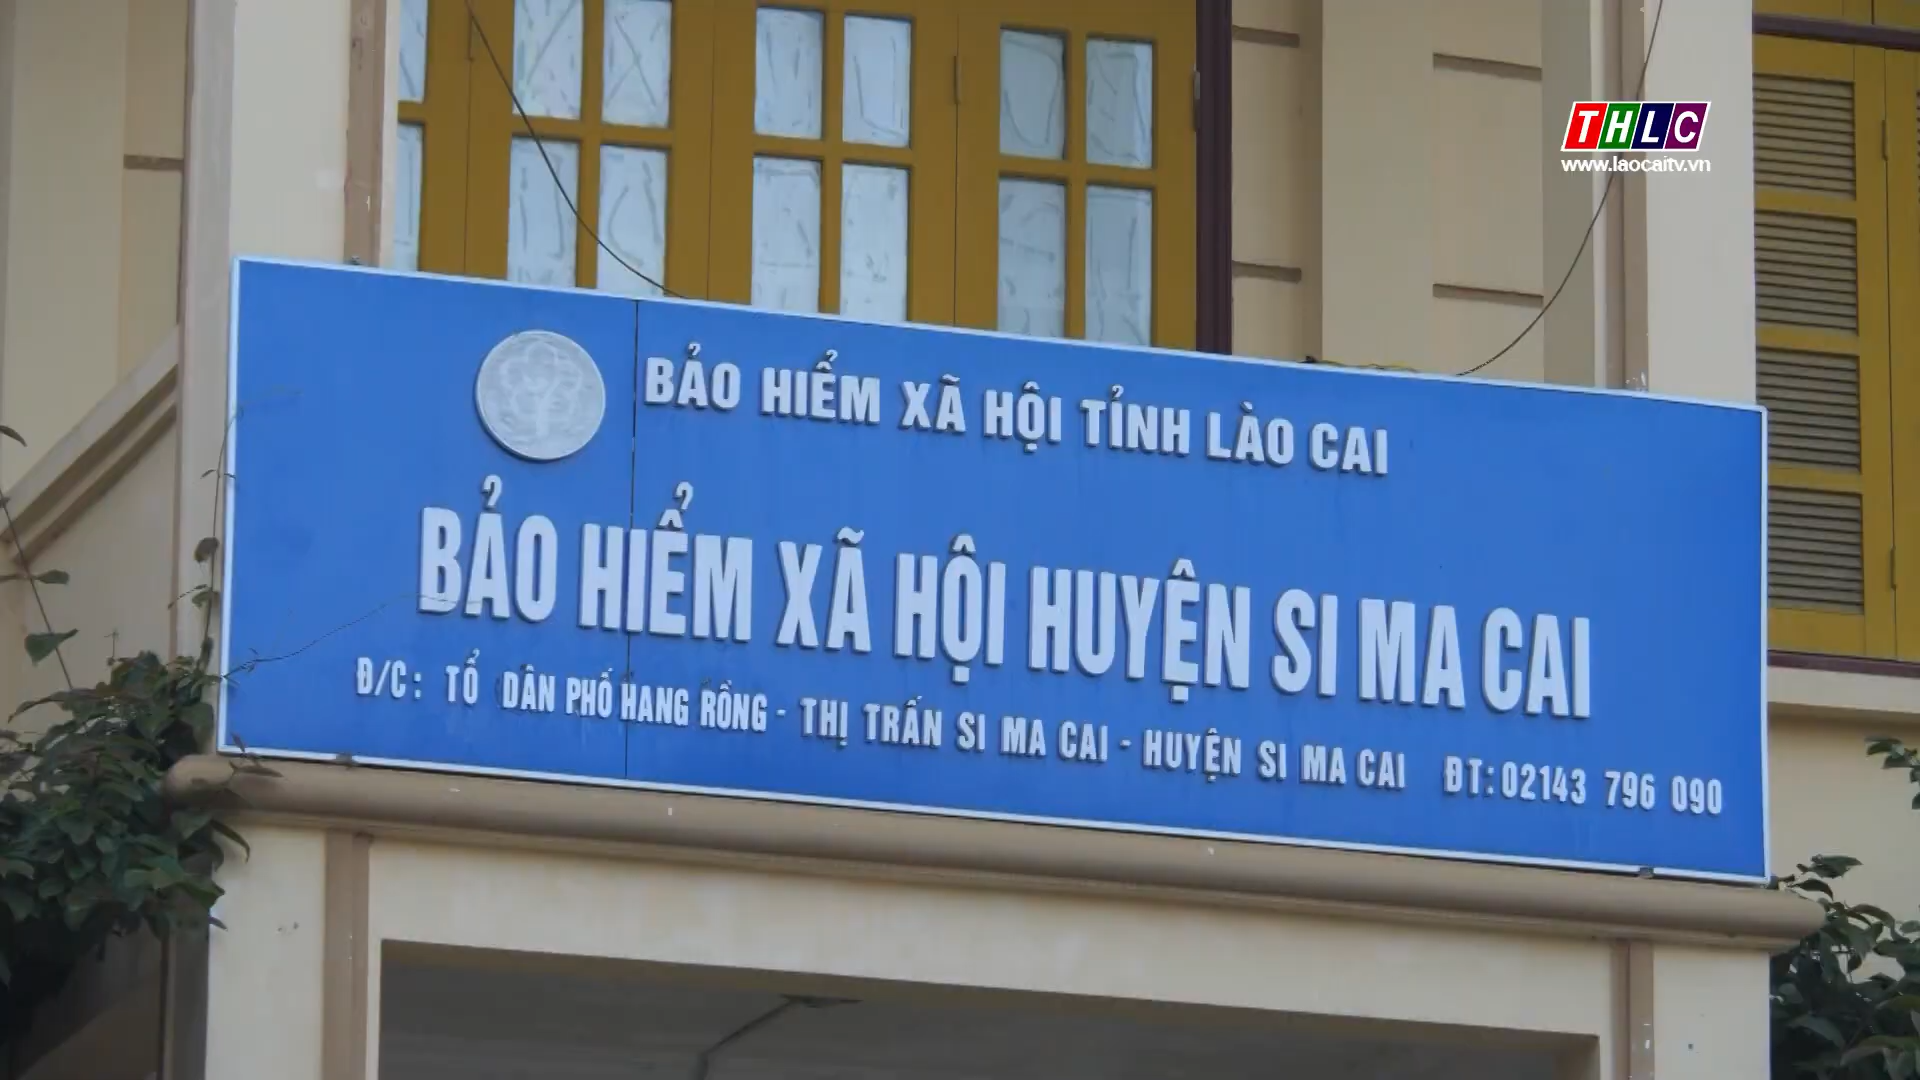 THLC
www.laocaitv.vn
BẢO HIỂM XÃ HỘI TỈNH LÀO CAI
BẢO HIỂM XÃ HỘI HUYỆN SI MA CAI
Đ/C: TỔ DÂN PHỐ HANG RỒNG - THỊ TRẤN SI MA CAI - HUYỆN SI MA CAI ĐT: 02143 796 090